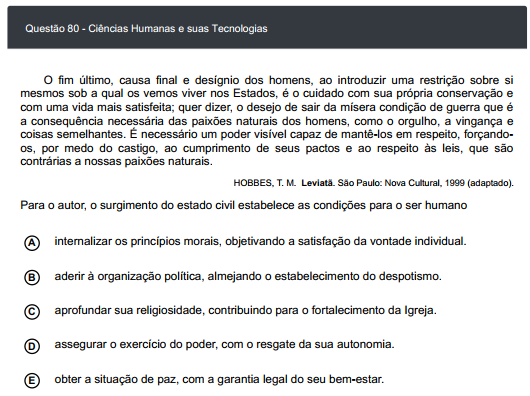 Questão 80 - Ciências Humanas e suas Tecnologias
O fim último, causa final e desígnio dos homens, ao introduzir uma restrição sobre si
mesmos sob a qual os vemos viver nos Estados, é o cuidado com sua própria conservação e
com uma vida mais satisfeita; quer dizer, o desejo de sair da mísera condição de guerra que é
a consequência necessária das paixões naturais dos homens, como o orgulho, a vingança e
coisas semelhantes. É necessário um poder visível capaz de mantê-los em respeito, forçando-
os, por medo do castigo, ao cumprimento de seus pactos e ao respeito às leis, que são
contrárias a nossas paixões naturais.
HOBBES, T. M. Leviatã. São Paulo: Nova Cultural, 1999 (adaptado).
Para o autor, o surgimento do estado civil estabelece as condições para o ser humano
A internalizar os princípios morais, objetivando a satisfação da vontade individual.
B aderir à organização política, almejando o estabelecimento do despotismo.
C aprofundar sua religiosidade, contribuindo para o fortalecimento da Igreja.
D assegurar o exercício do poder, com o resgate da sua autonomia.
E obter a situação de paz, com a garantia legal do seu bem-estar.